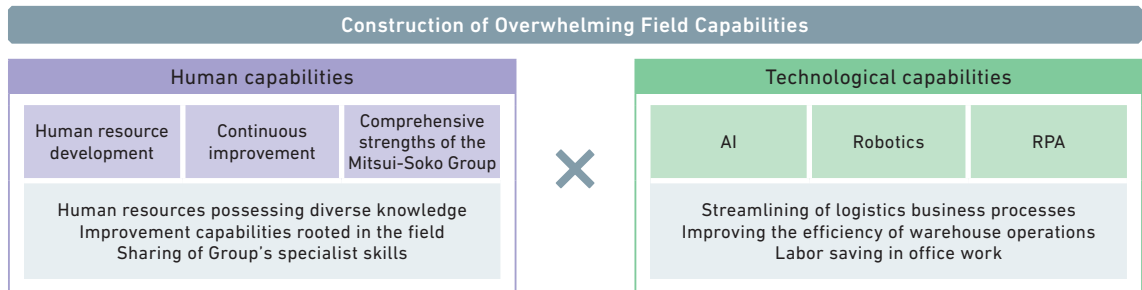 Construction of Overwhelming Field Capabilities
Human capabilities
Human resource
development
Continuous
improvement
Comprehensive
strengths of the
Mitsui-Soko Group
Human resources possessing diverse knowledge
Improvement capabilities rooted in the field
Sharing of Group's specialist skills
×
Technological capabilities
AI
Robotics
RPA
Streamlining of logistics business processes
Improving the efficiency of warehouse operations
Labor saving in office work